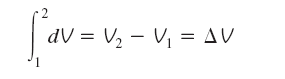 ∫₁² dV = V₂ − V₁ = ΔV